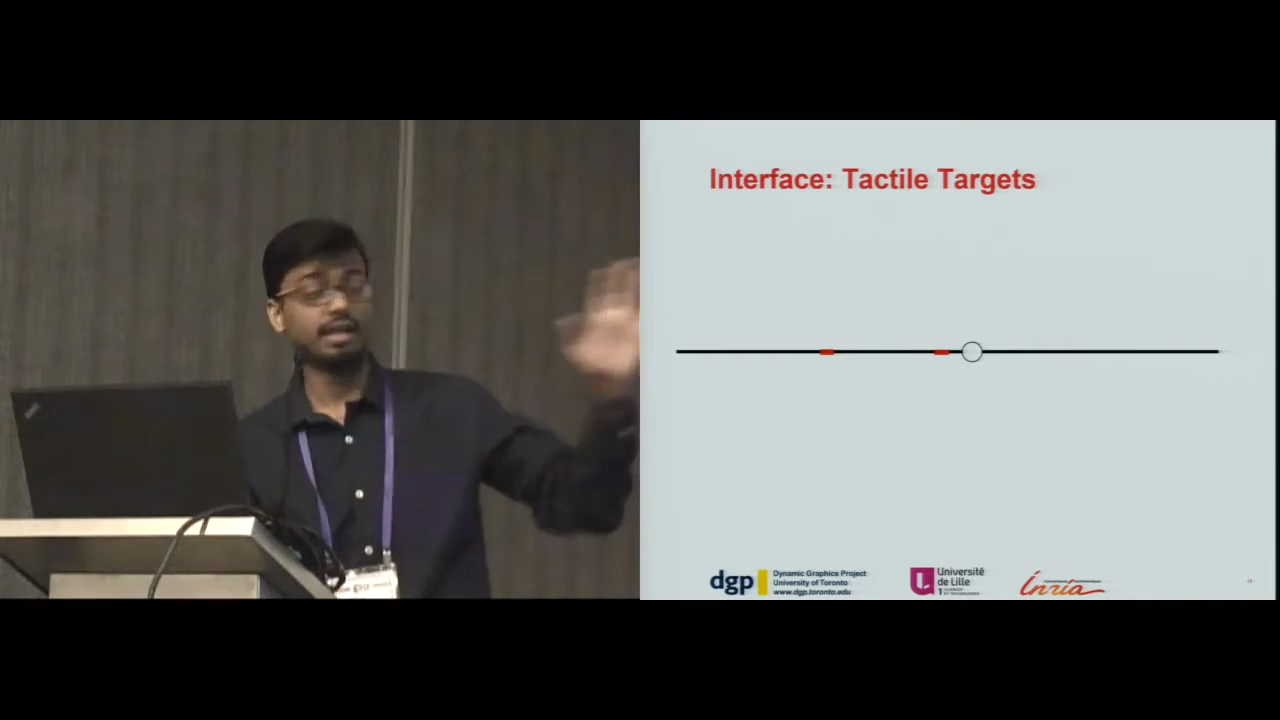 Interface: Tactile Targets
dgp
Dynamic Graphics Project
University of Toronto
www.dgp.toronto.edu
Université
de Lille
Inria